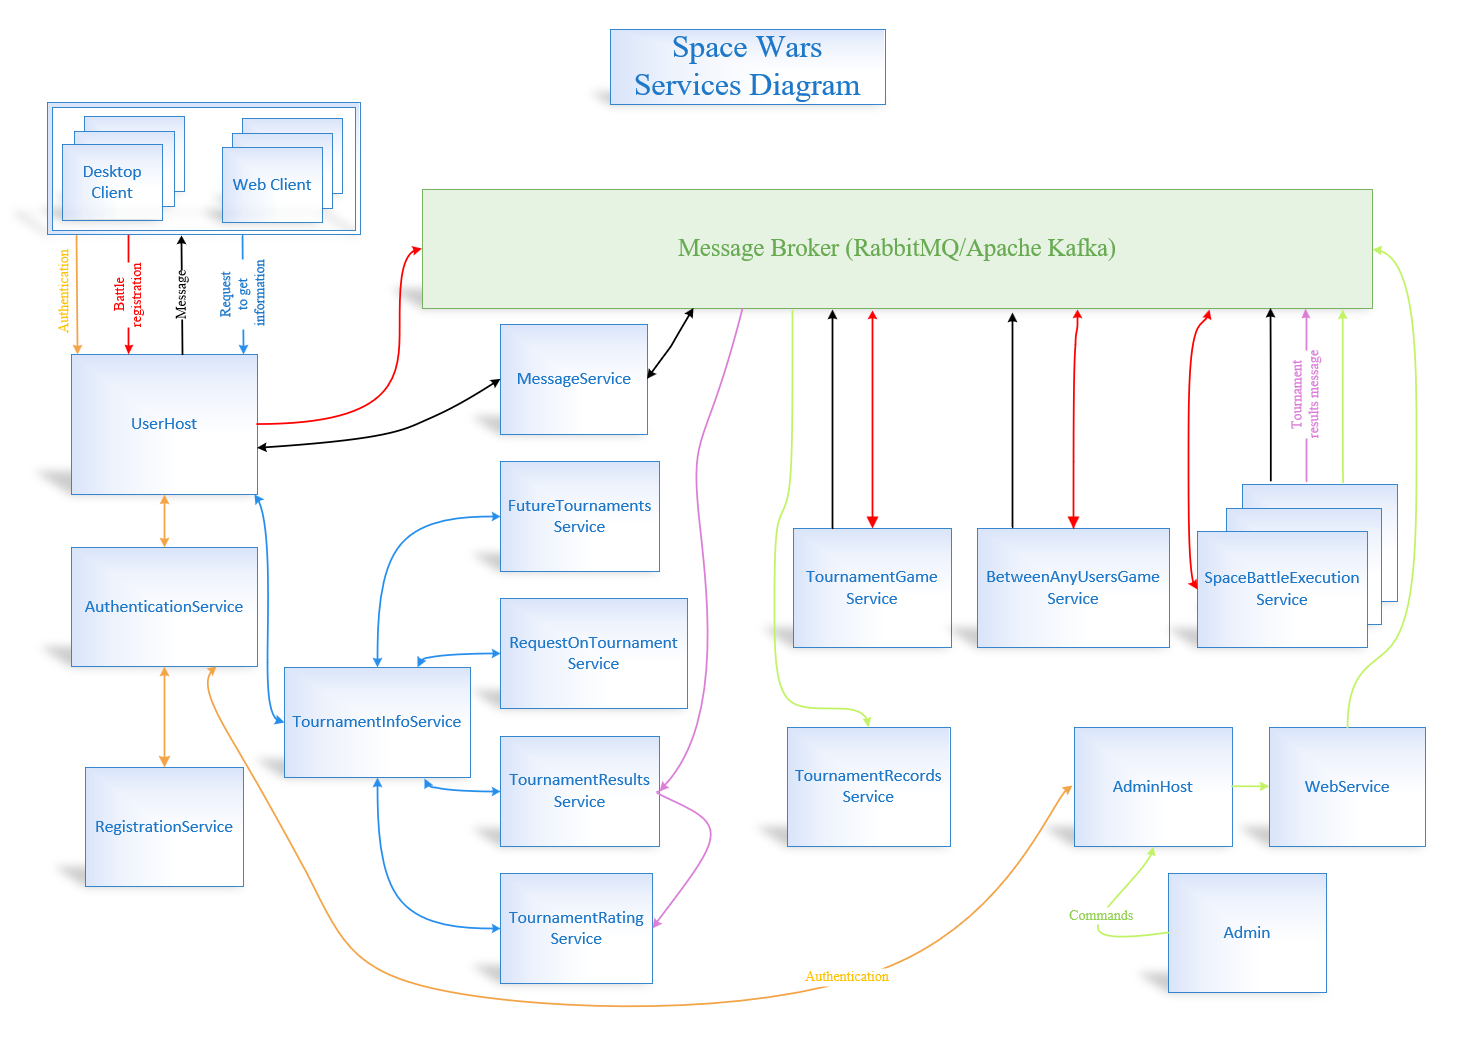 Space Wars
Services Diagram
Desktop
Client
Web Client
Message Broker (RabbitMQ/Apache Kafka)
Authentication
Battle
registration
Message
Request
to get
information
UserHost
MessageService
Tournament
results message
FutureTournaments
Service
TournamentGame
Service
BetweenAnyUsersGame
Service
SpaceBattleExecution
Service
AuthenticationService
RequestOnTournament
Service
TournamentInfoService
TournamentResults
Service
TournamentRecords
Service
AdminHost
WebService
RegistrationService
TournamentRating
Service
Commands
Admin
Authentication